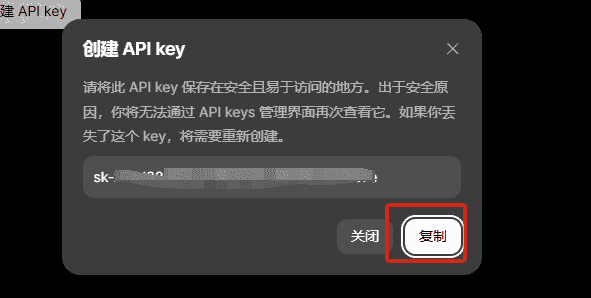 建 API key
创建 API key
请将此 API key 保存在安全且易于访问的地方。出于安全原
因，你将无法通过 API keys 管理界面再次查看它。如果你丢
失了这个 key，将需要重新创建。
sk-
关闭
复制